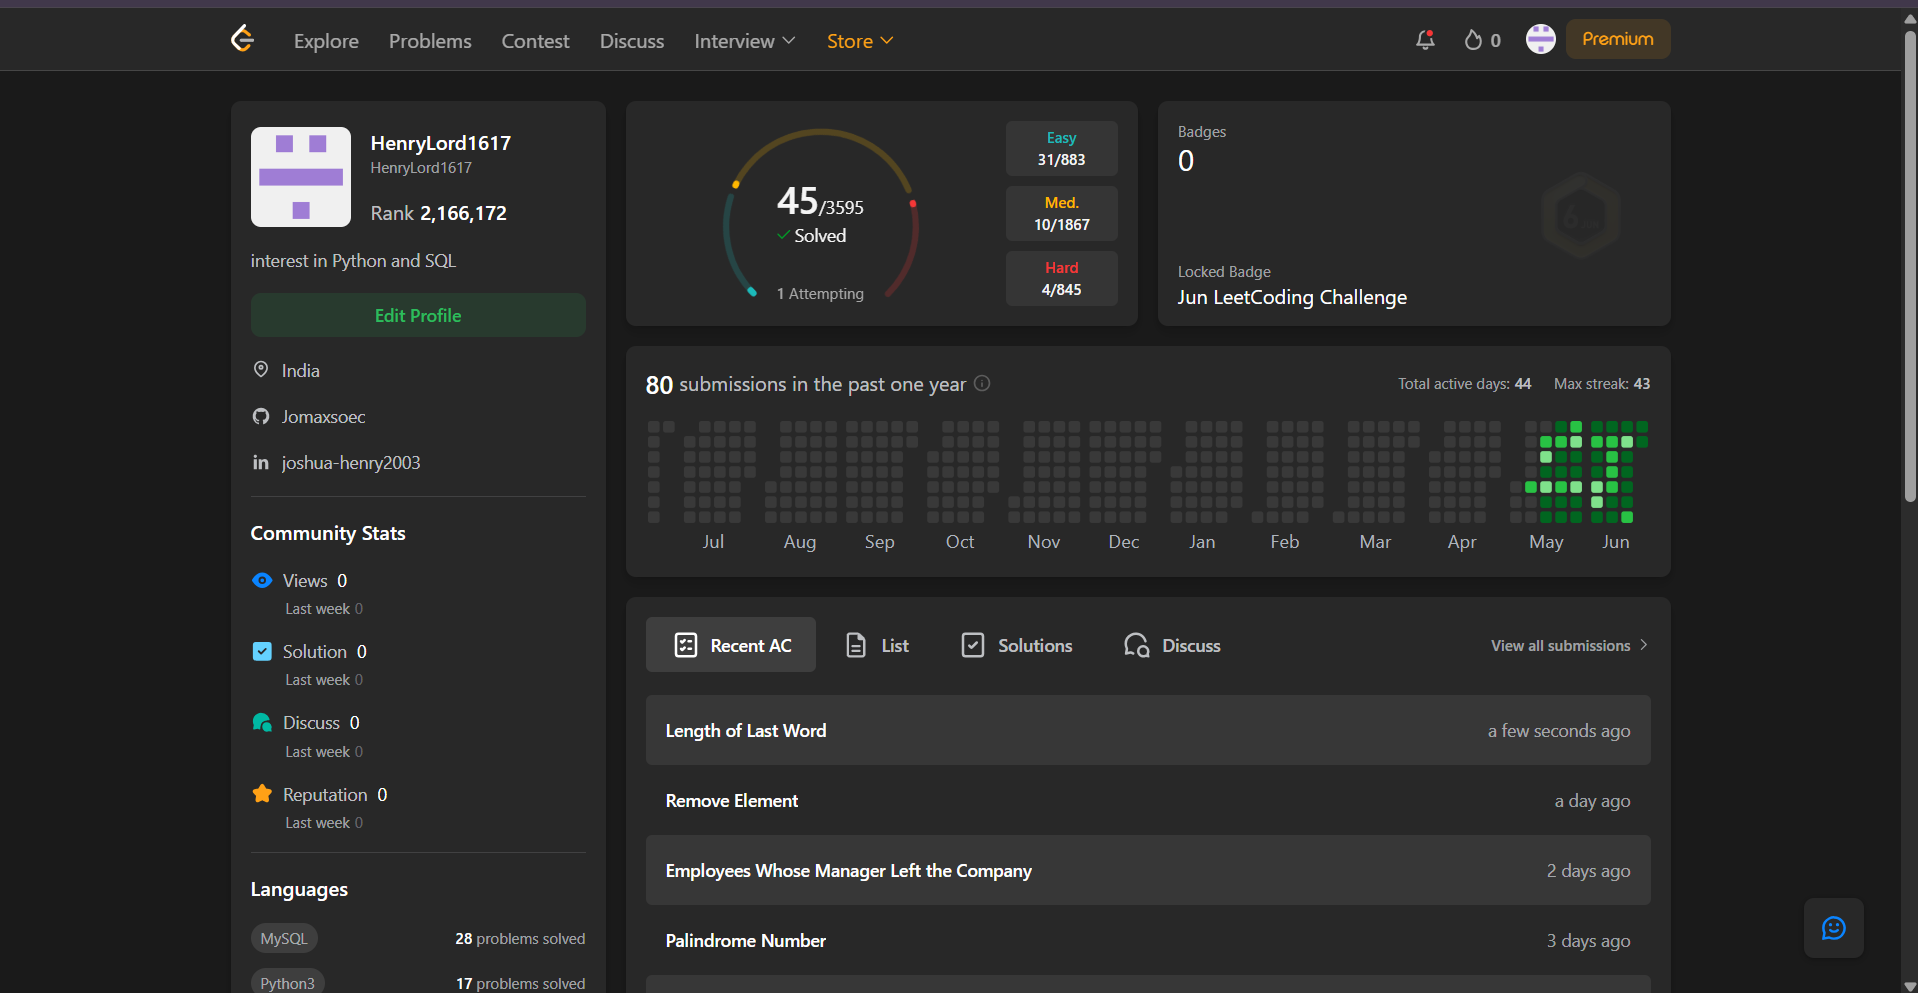 Explore Problems Contest Discuss Interview Store 0 Premium
HenryLord1617
HenryLord1617
Rank 2,166,172
interest in Python and SQL
Edit Profile
India
Jomaxsoec
joshua-henry2003
Community Stats
Views 0
Last week 0
Solution 0
Last week 0
Discuss 0
Last week 0
Reputation 0
Last week 0
Languages
MySQL 28 problems solved
Python3 17 problems solved
45/3595
Solved
1 Attempting
Easy
31/883
Med.
10/1867
Hard
4/845
Badges
0
Locked Badge
Jun LeetCoding Challenge
80 submissions in the past one year Total active days: 44 Max streak: 43
Jul Aug Sep Oct Nov Dec Jan Feb Mar Apr May Jun
Recent AC List Solutions Discuss View all submissions
Length of Last Word a few seconds ago
Remove Element a day ago
Employees Whose Manager Left the Company 2 days ago
Palindrome Number 3 days ago